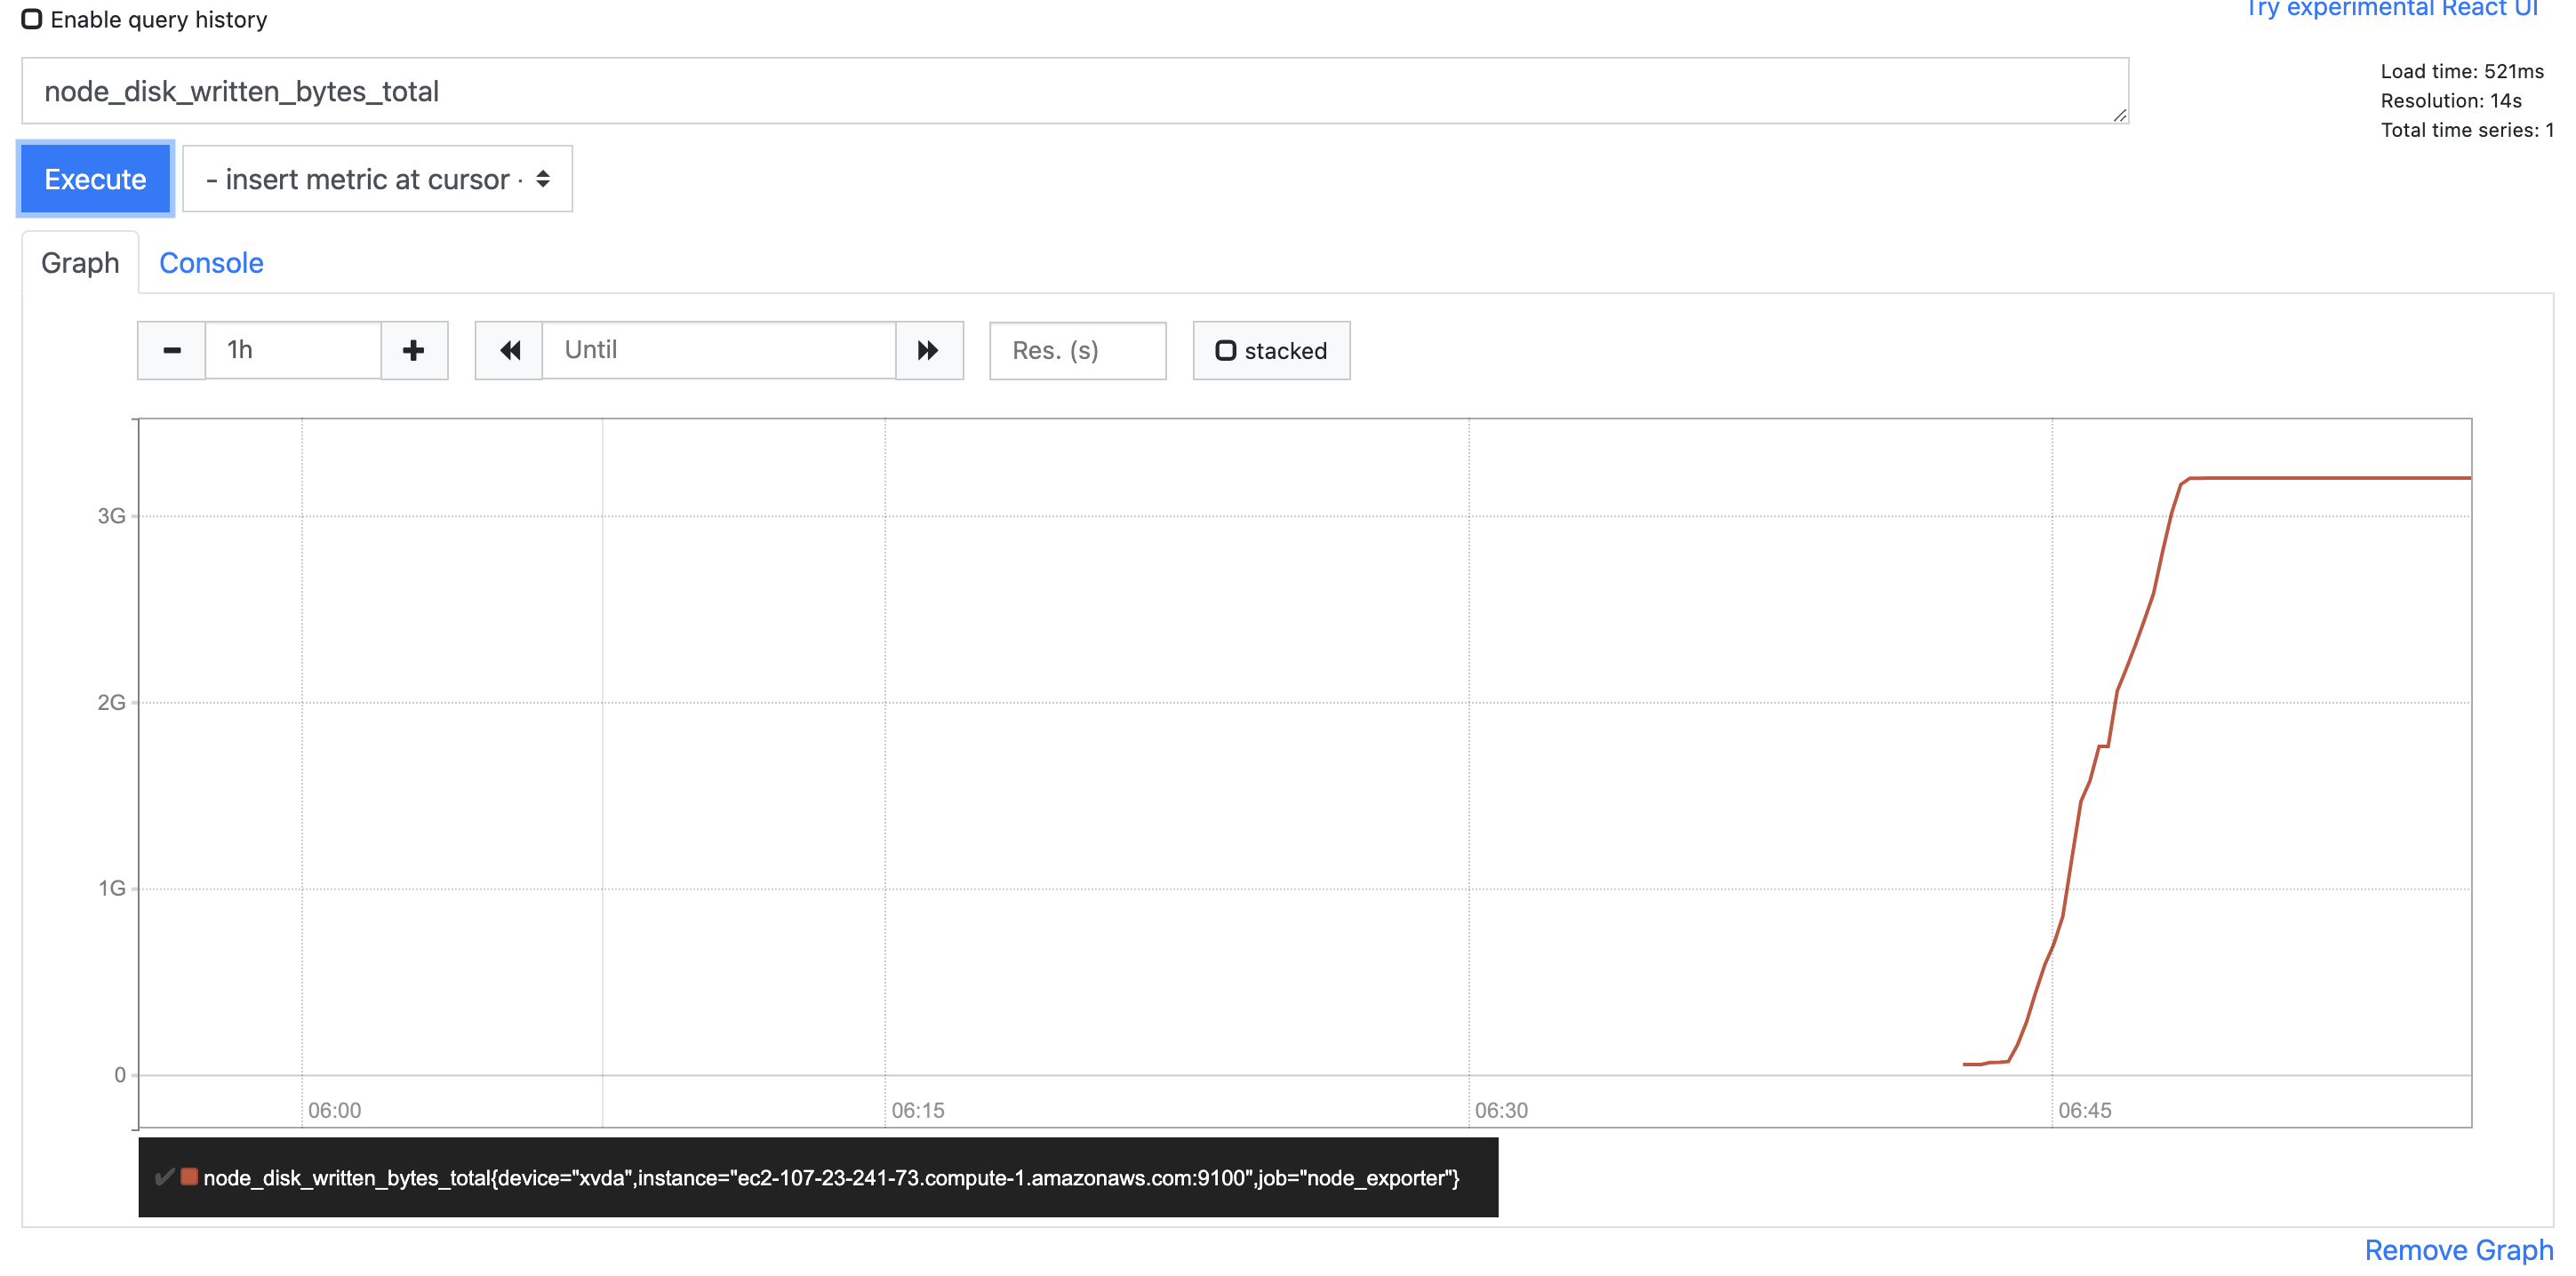 Enable query history
Try experimental React UI
node_disk_written_bytes_total
Load time: 521ms
Resolution: 14s
Total time series: 1
Execute
- insert metric at cursor -
Graph Console
1h Until Res. (s) stacked
3G
2G
1G
0
06:00 06:15 06:30 06:45
node_disk_written_bytes_total{device="xvda",instance="ec2-107-23-241-73.compute-1.amazonaws.com:9100",job="node_exporter"}
Remove Graph